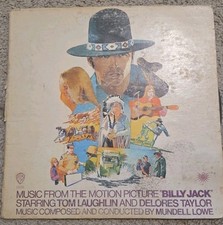 MUSIC FROM THE MOTION PICTURE "BILLY JACK"
STARRING TOM LAUGHLIN AND DELORES TAYLOR
MUSIC COMPOSED AND CONDUCTED BY MUNDELL LOWE